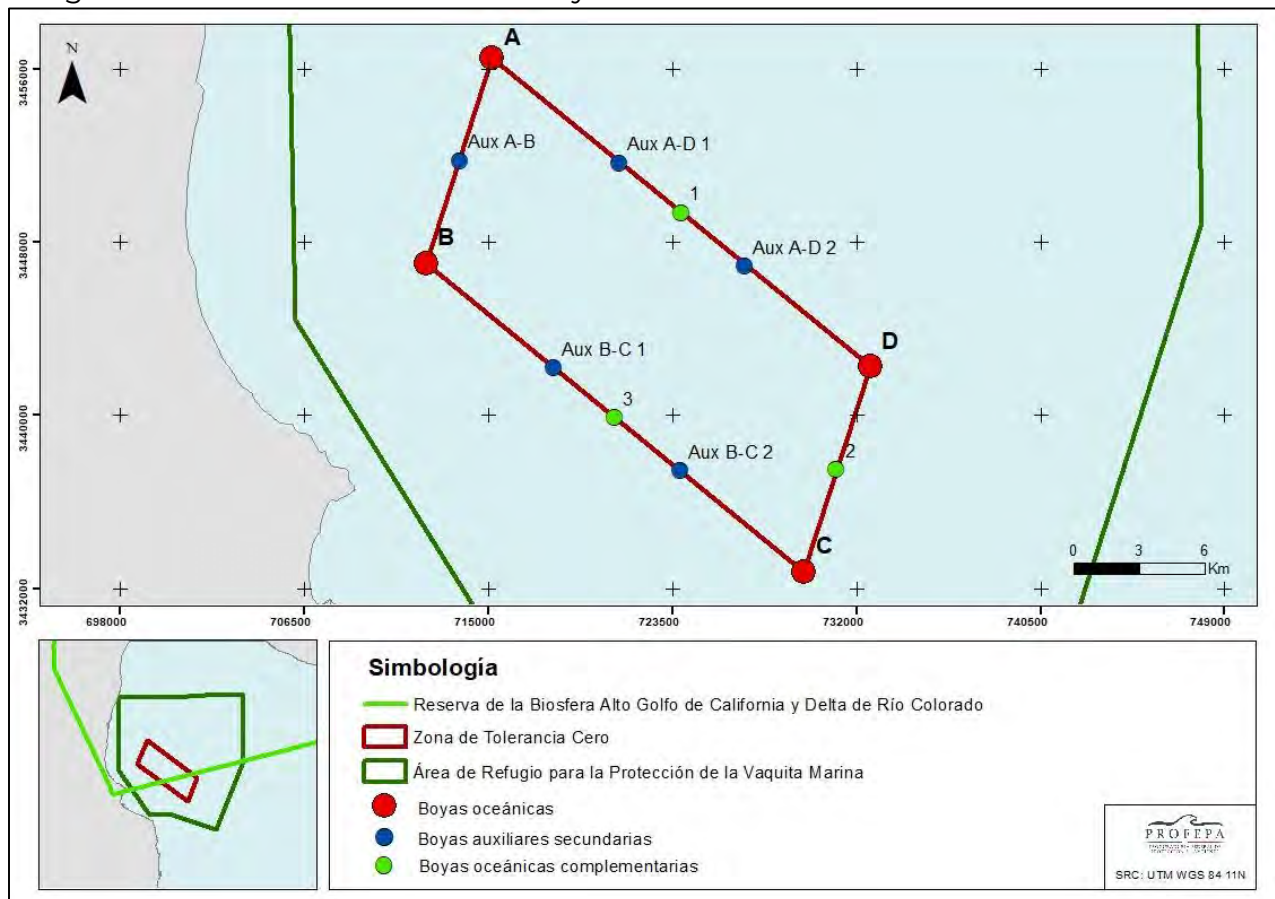 A
N
3456000
Aux A-B
Aux A-D 1
1
B
3448000
Aux A-D 2
Aux B-C 1
D
3
3440000
Aux B-C 2
2
C
0 3 6
Km
3432000
698000 706500 715000 723500 732000 740500 749000
Simbología
Reserva de la Biosfera Alto Golfo de California y Delta de Río Colorado
Zona de Tolerancia Cero
Área de Refugio para la Protección de la Vaquita Marina
Boyas oceánicas
Boyas auxiliares secundarias
Boyas oceánicas complementarias
PROFEPA
SRC: UTM WGS 84 11N